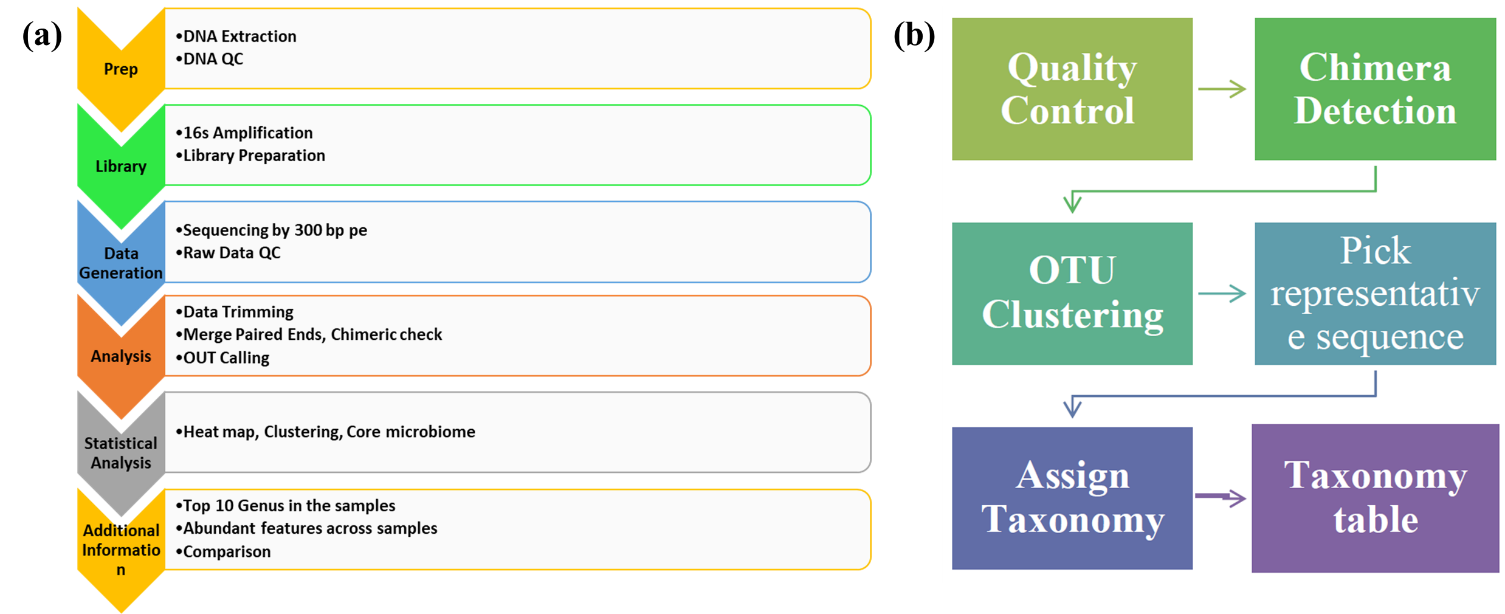 (a)
Prep
•DNA Extraction
•DNA QC
Library
•16s Amplification
•Library Preparation
Data
Generation
•Sequencing by 300 bp pe
•Raw Data QC
Analysis
•Data Trimming
•Merge Paired Ends, Chimeric check
•OUT Calling
Statistical
Analysis
•Heat map, Clustering, Core microbiome
Additional
Informatio
n
•Top 10 Genus in the samples
•Abundant features across samples
•Comparison
(b)
Quality
Control
Chimera
Detection
OTU
Clustering
Pick
representativ
e sequence
Assign
Taxonomy
Taxonomy
table